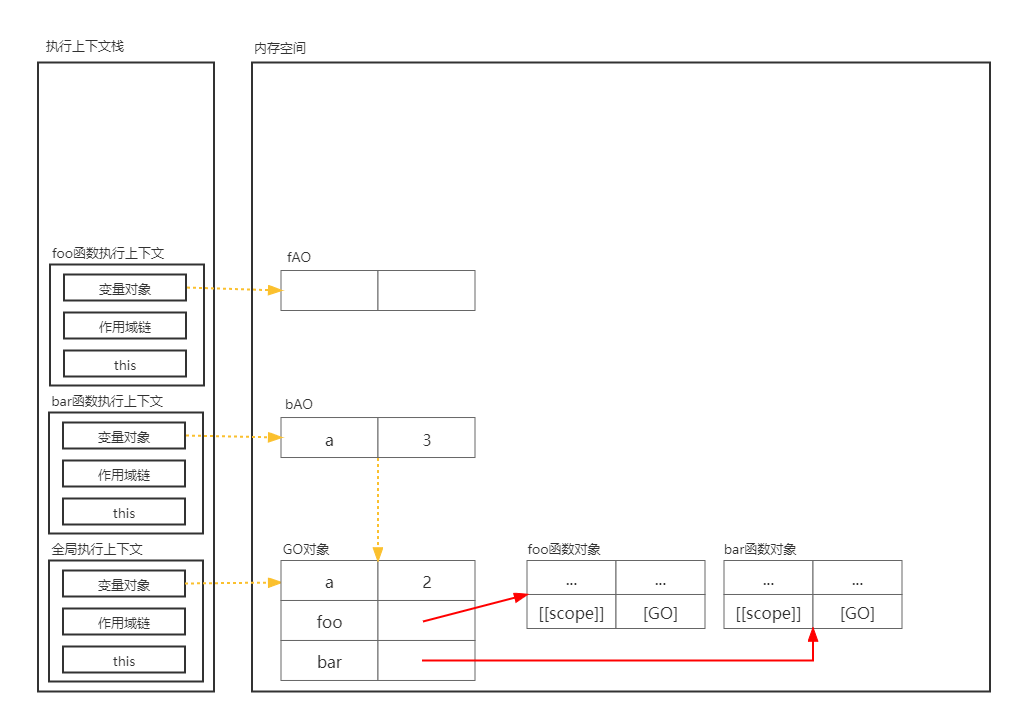 执行上下文栈
内存空间
foo函数执行上下文
变量对象
作用域链
this
fAO
bar函数执行上下文
变量对象
作用域链
this
bAO
a 3
全局执行上下文
变量对象
作用域链
this
GO对象
a 2
foo
bar
foo函数对象
... ...
[[scope]] [GO]
bar函数对象
... ...
[[scope]] [GO]